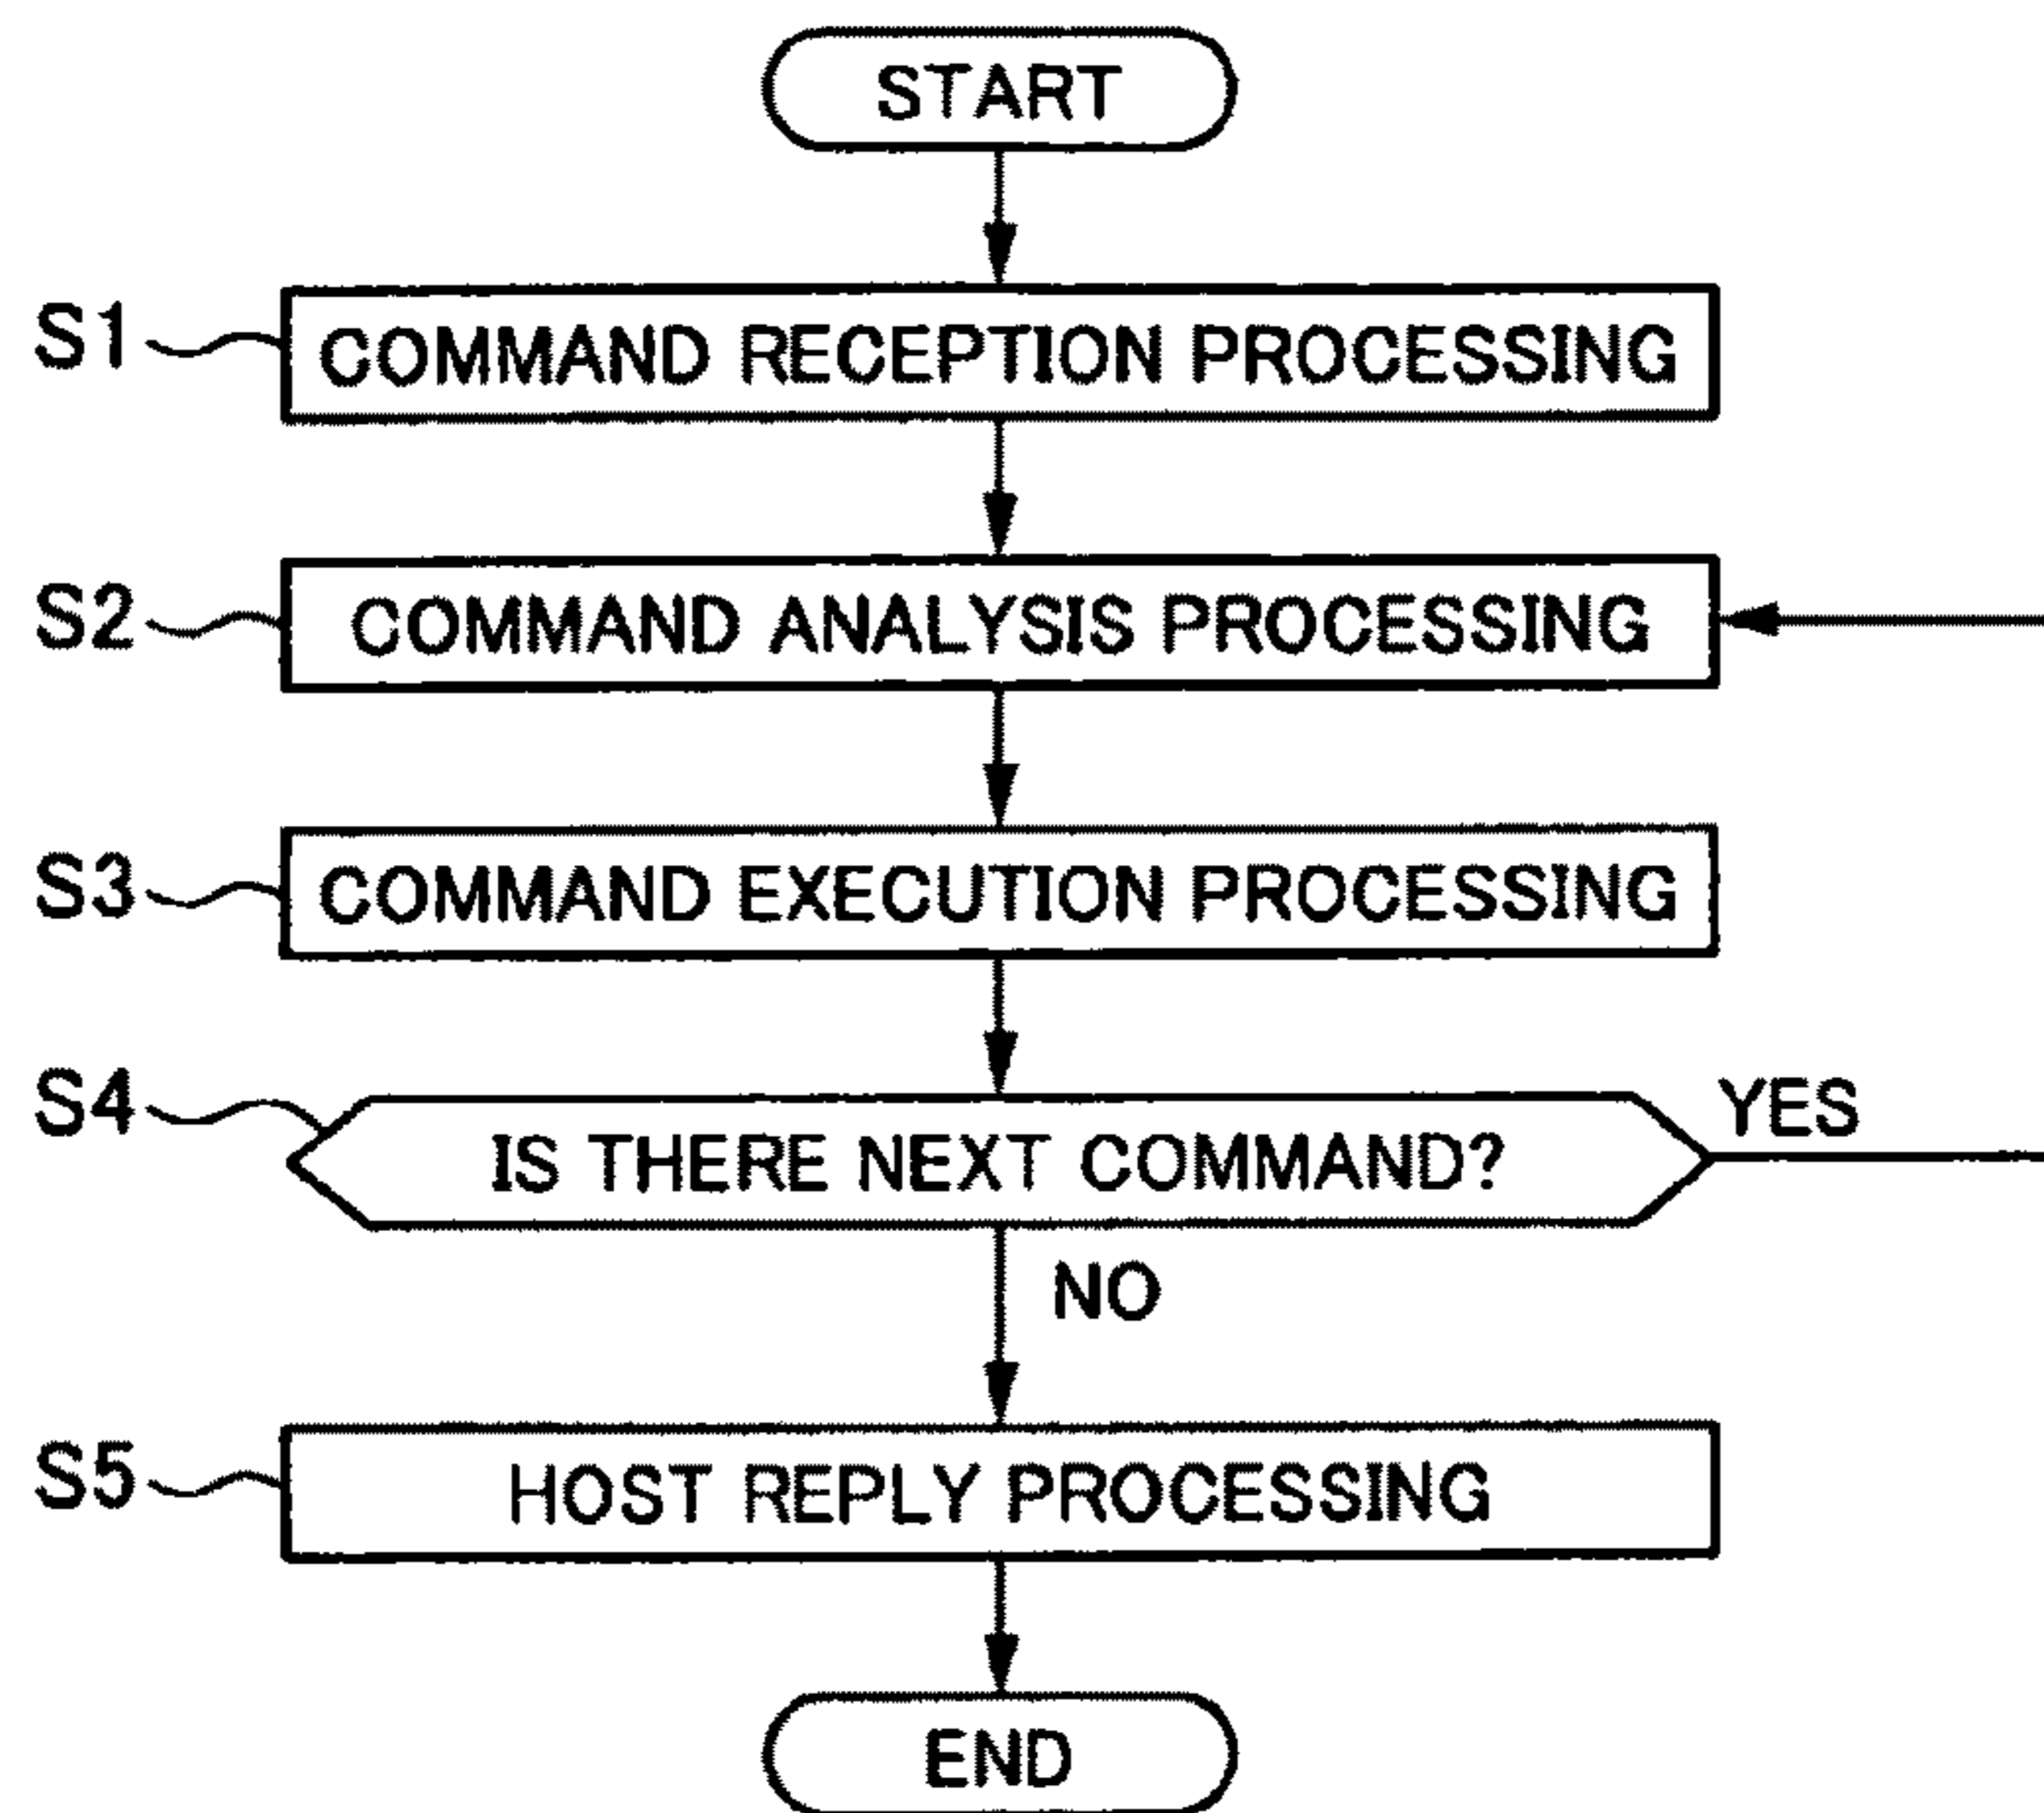 START
S1 COMMAND RECEPTION PROCESSING
S2 COMMAND ANALYSIS PROCESSING
S3 COMMAND EXECUTION PROCESSING
S4 IS THERE NEXT COMMAND? YES
NO
S5 HOST REPLY PROCESSING
END